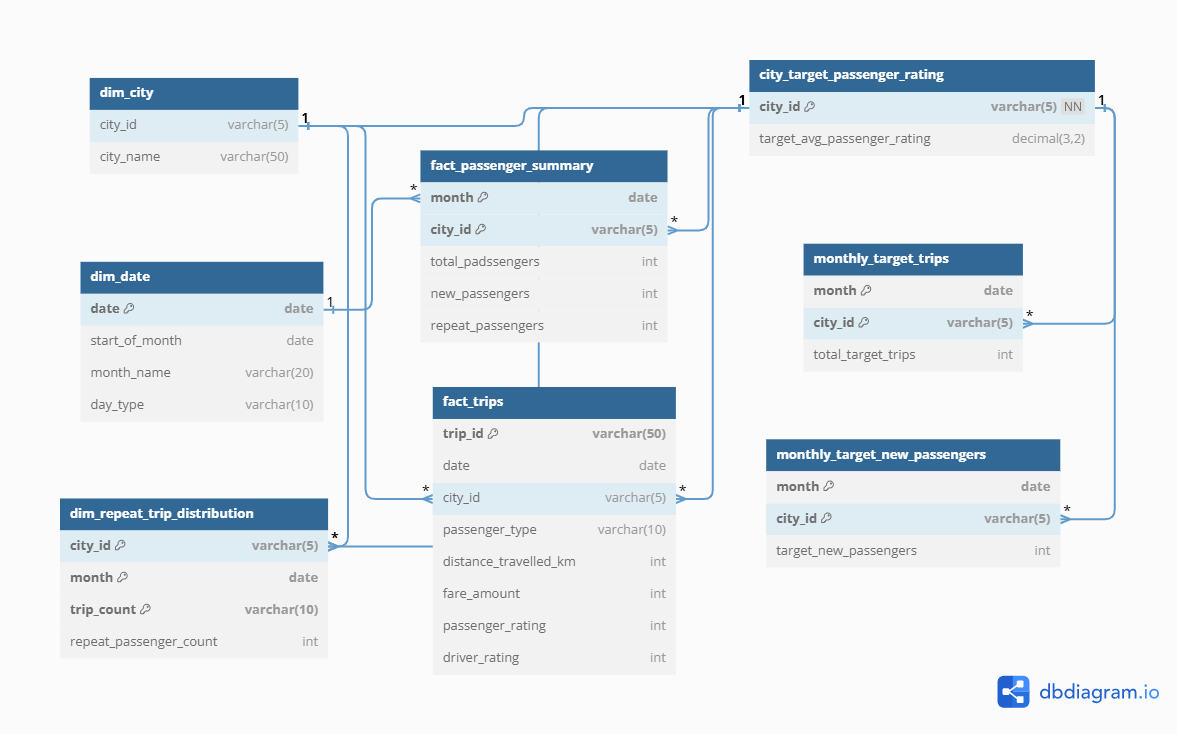 dim_city
city_id varchar(5)
city_name varchar(50)
1
city_target_passenger_rating
1 city_id varchar(5) NN 1
target_avg_passenger_rating decimal(3,2)
fact_passenger_summary
* month date
city_id varchar(5) *
total_padssengers int
new_passengers int
repeat_passengers int
dim_date
date date 1
start_of_month date
month_name varchar(20)
day_type varchar(10)
monthly_target_trips
month date
city_id varchar(5) *
total_target_trips int
fact_trips
trip_id varchar(50)
date date
* city_id varchar(5) *
passenger_type varchar(10)
distance_travelled_km int
fare_amount int
passenger_rating int
driver_rating int
monthly_target_new_passengers
month date
city_id varchar(5) *
target_new_passengers int
dim_repeat_trip_distribution
city_id varchar(5) *
month date
trip_count varchar(10)
repeat_passenger_count int
dbdiagram.io